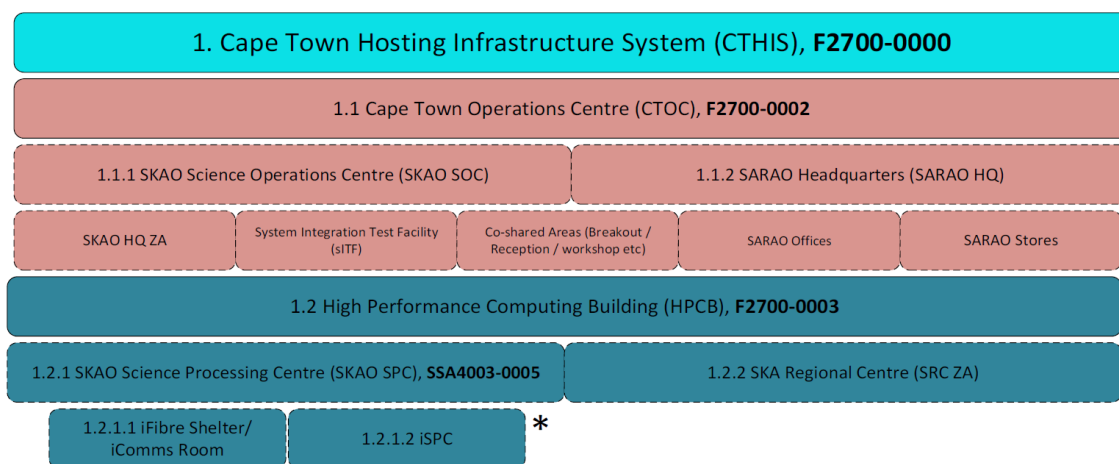 1. Cape Town Hosting Infrastructure System (CTHIS), F2700-0000
1.1 Cape Town Operations Centre (CTOC), F2700-0002
1.1.1 SKAO Science Operations Centre (SKAO SOC)
1.1.2 SARAO Headquarters (SARAO HQ)
SKAO HQ ZA
System Integration Test Facility
(sITF)
Co-shared Areas (Breakout /
Reception / workshop etc)
SARAO Offices
SARAO Stores
1.2 High Performance Computing Building (HPCB), F2700-0003
1.2.1 SKAO Science Processing Centre (SKAO SPC), SSA4003-0005
1.2.2 SKA Regional Centre (SRC ZA)
1.2.1.1 iFibre Shelter/
iComms Room
1.2.1.2 iSPC
*